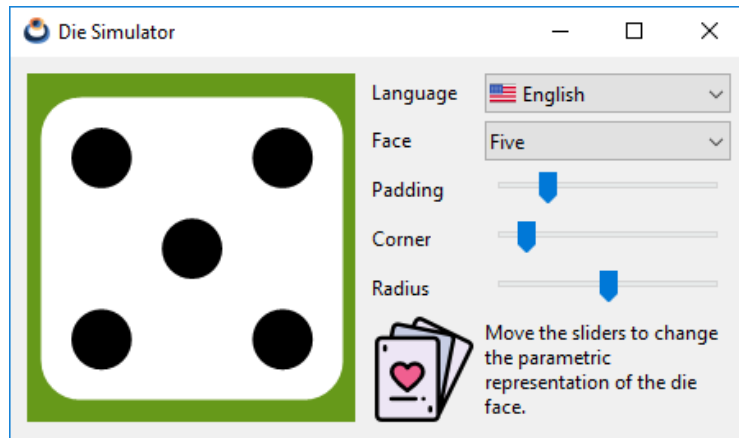 Die Simulator
Language
English
Face
Five
Padding
Corner
Radius
Move the sliders to change
the parametric
representation of the die
face.